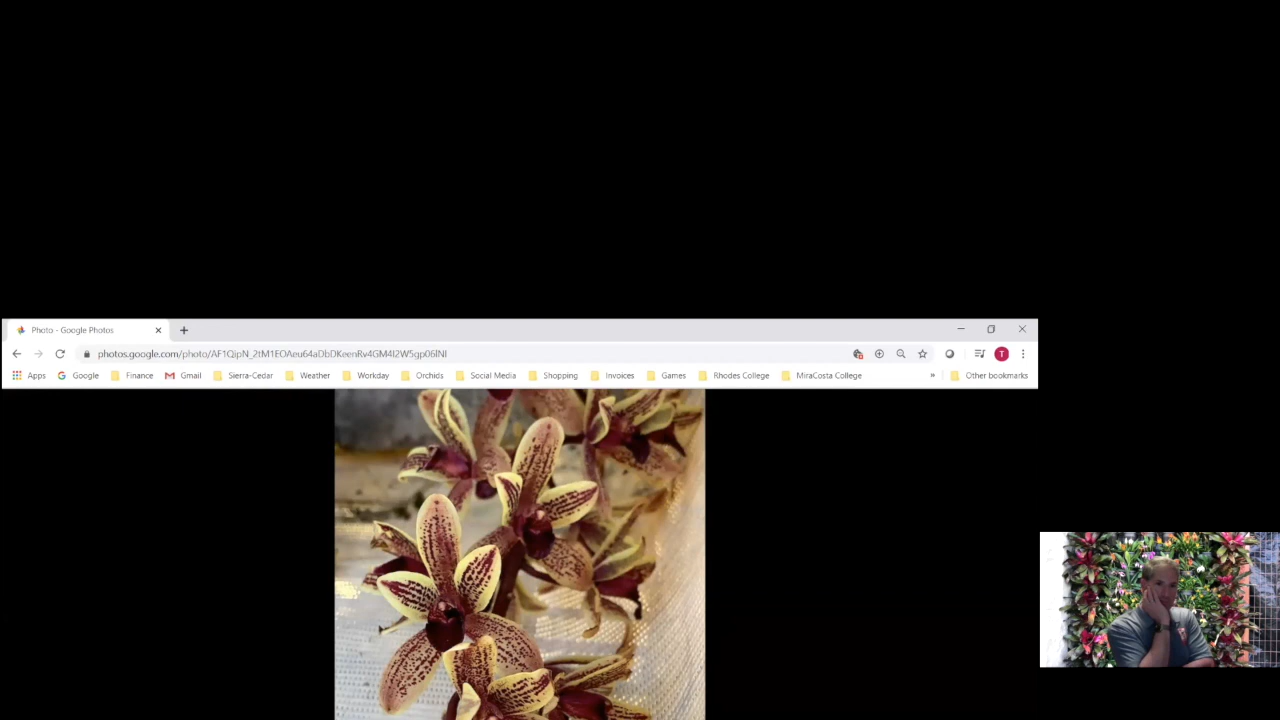 Photo - Google Photos
photos.google.com/photo/AF1QipN_2tM1EOAeu64aDbDKeenRv4GM4I2W5gp06lNI
Apps Google Finance Gmail Sierra-Cedar Weather Workday Orchids Social Media Shopping Invoices Games Rhodes College MiraCosta College » Other bookmarks
T